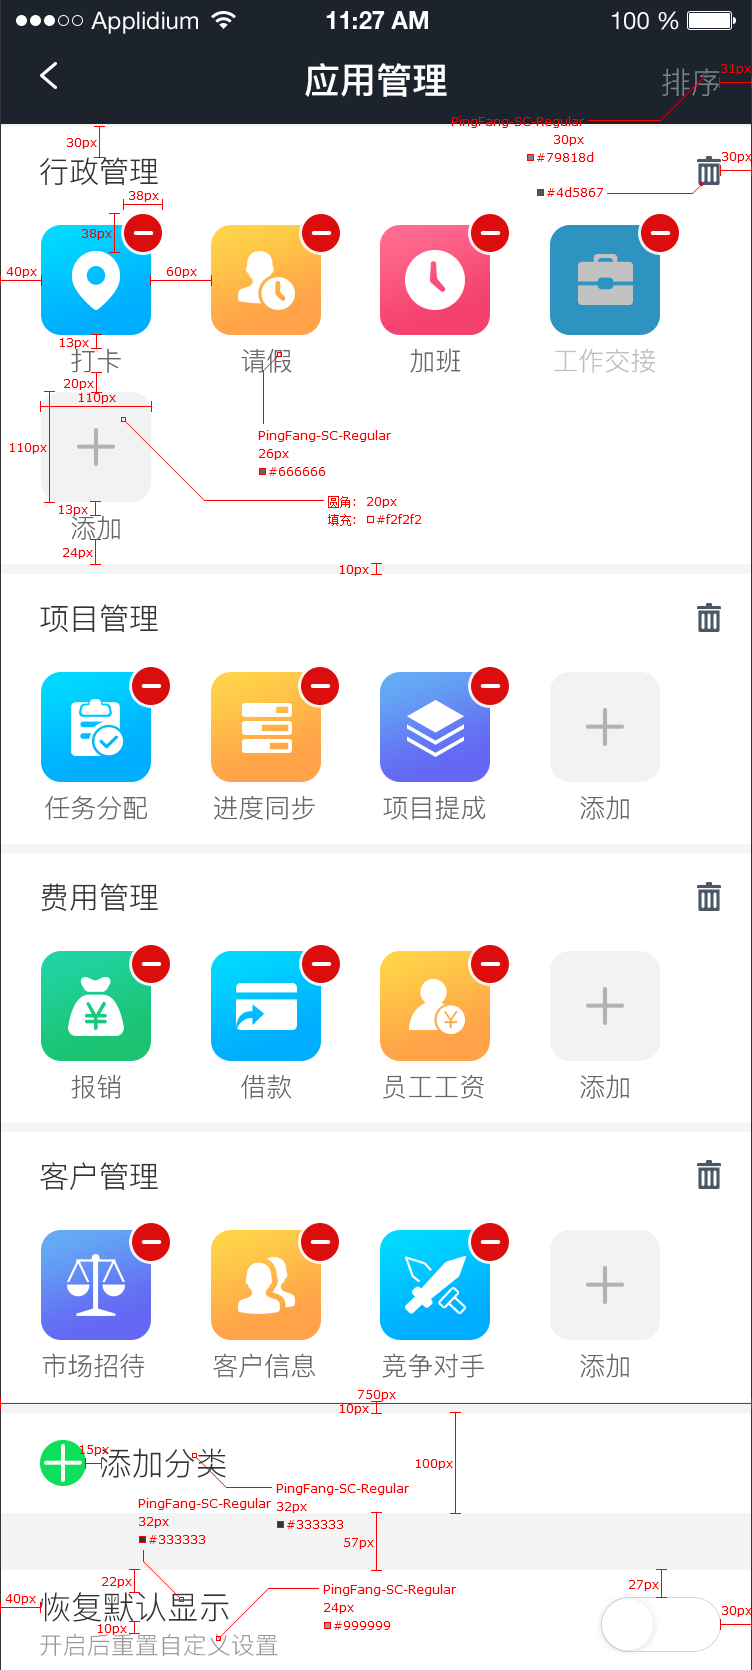 Applidium 11:27 AM 100 %
应用管理 排序
31px
PingFang-SC-Regular
30px
#79818d
30px
行政管理
30px
#4d5867
38px
38px
40px
60px
13px
打卡 请假 加班 工作交接
20px
110px
110px
PingFang-SC-Regular
26px
#666666
圆角: 20px
填充: #f2f2f2
13px
添加
24px
10px
项目管理
任务分配 进度同步 项目提成 添加
费用管理
报销 借款 员工工资 添加
客户管理
市场招待 客户信息 竞争对手 添加
750px
10px
15px
添加分类
100px
PingFang-SC-Regular
32px
#333333
PingFang-SC-Regular
32px
#333333
57px
22px
27px
40px
恢复默认显示
PingFang-SC-Regular
24px
#999999
30px
10px
开启后重置自定义设置